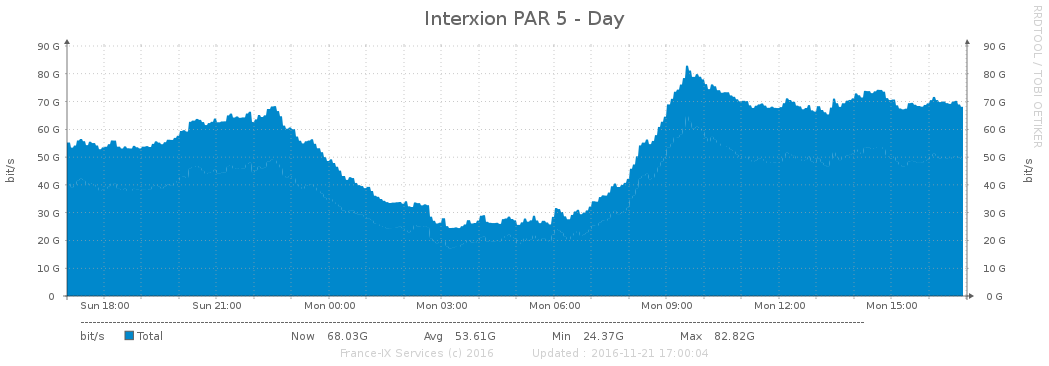 Interxion PAR 5 - Day
RRDTOOL / TOBI OETIKER
bit/s
90 G
80 G
70 G
60 G
50 G
40 G
30 G
20 G
10 G
0
90 G
80 G
70 G
60 G
50 G
40 G
30 G
20 G
10 G
0 G
bit/s
Sun 18:00 Sun 21:00 Mon 00:00 Mon 03:00 Mon 06:00 Mon 09:00 Mon 12:00 Mon 15:00
bit/s Total Now 68.03G Avg 53.61G Min 24.37G Max 82.82G
France-IX Services (c) 2016 Updated : 2016-11-21 17:00:04